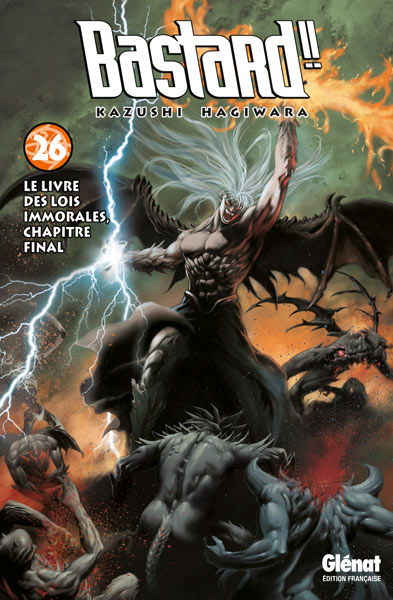 BASTARD!!
KAZUSHI HAGIWARA
26
LE LIVRE
DES LOIS
IMMORALES,
CHAPITRE
FINAL
Glénat
ÉDITION FRANÇAISE